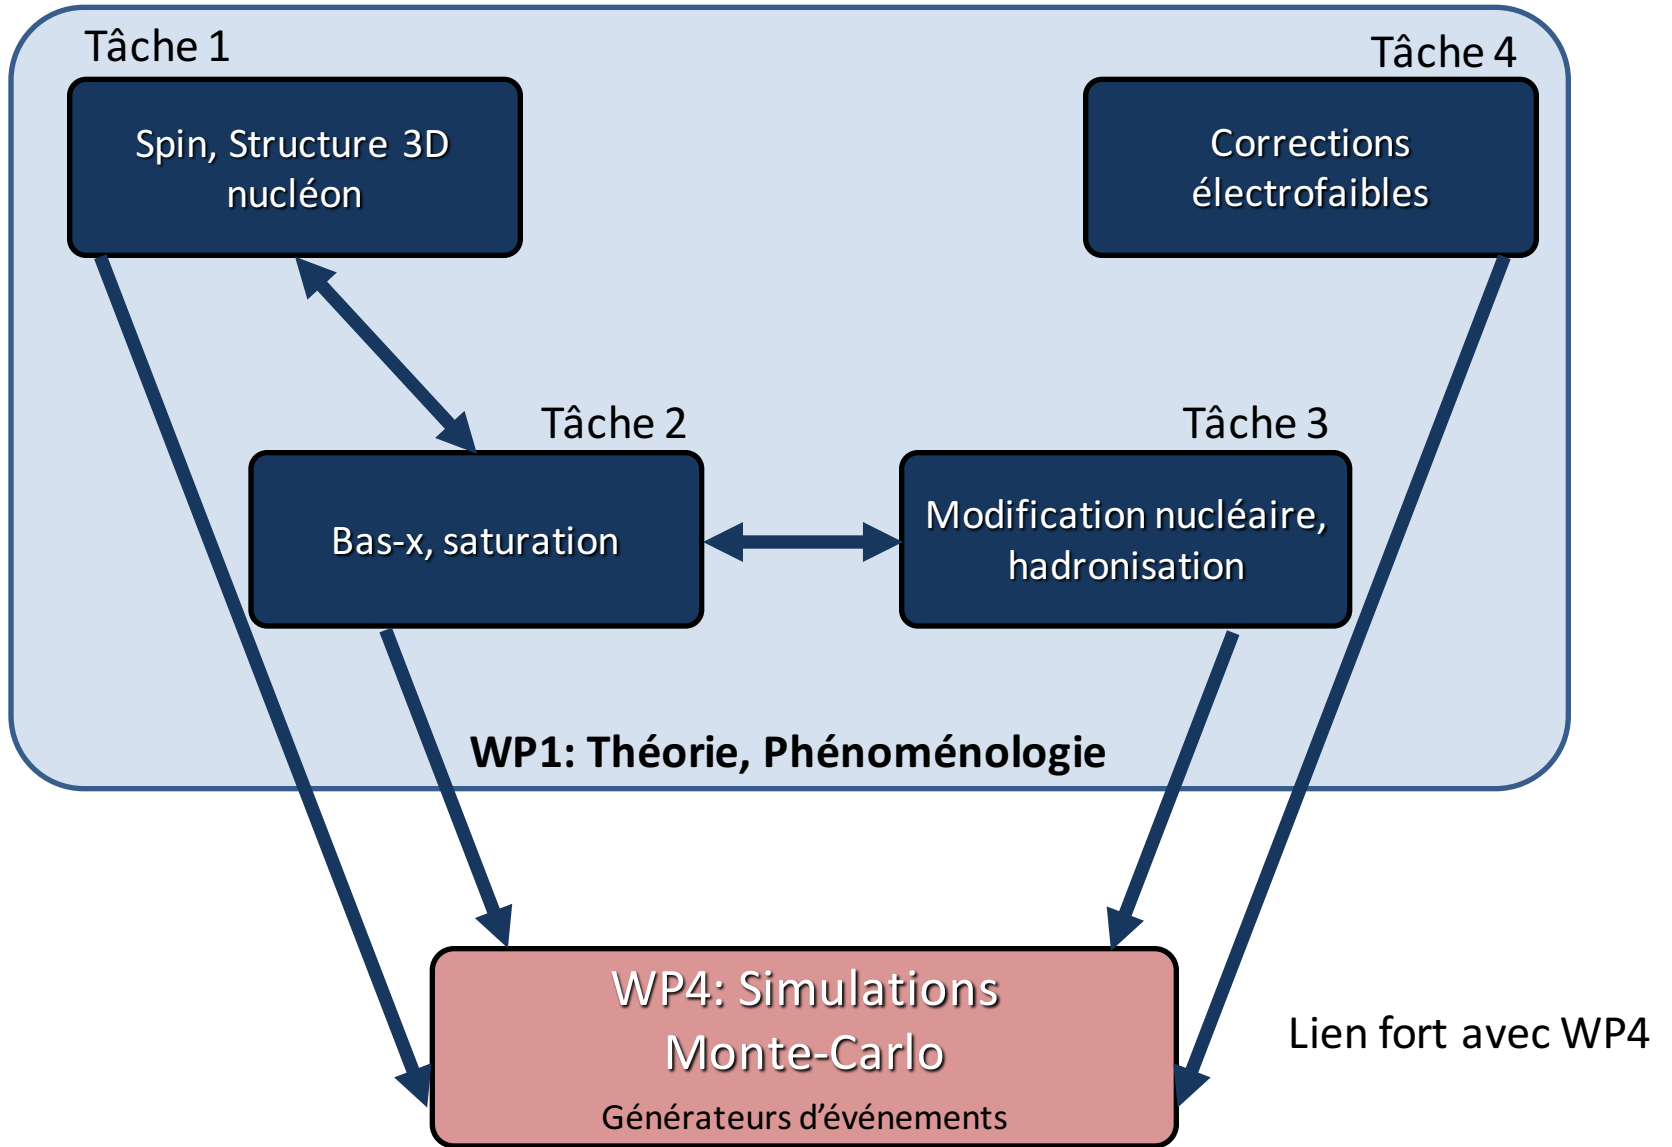 Tâche 1
Spin, Structure 3D
nucléon
Tâche 4
Corrections
électrofaibles
Tâche 2
Bas-x, saturation
Tâche 3
Modification nucléaire,
hadronisation
WP1: Théorie, Phénoménologie
WP4: Simulations
Monte-Carlo
Générateurs d’événements
Lien fort avec WP4